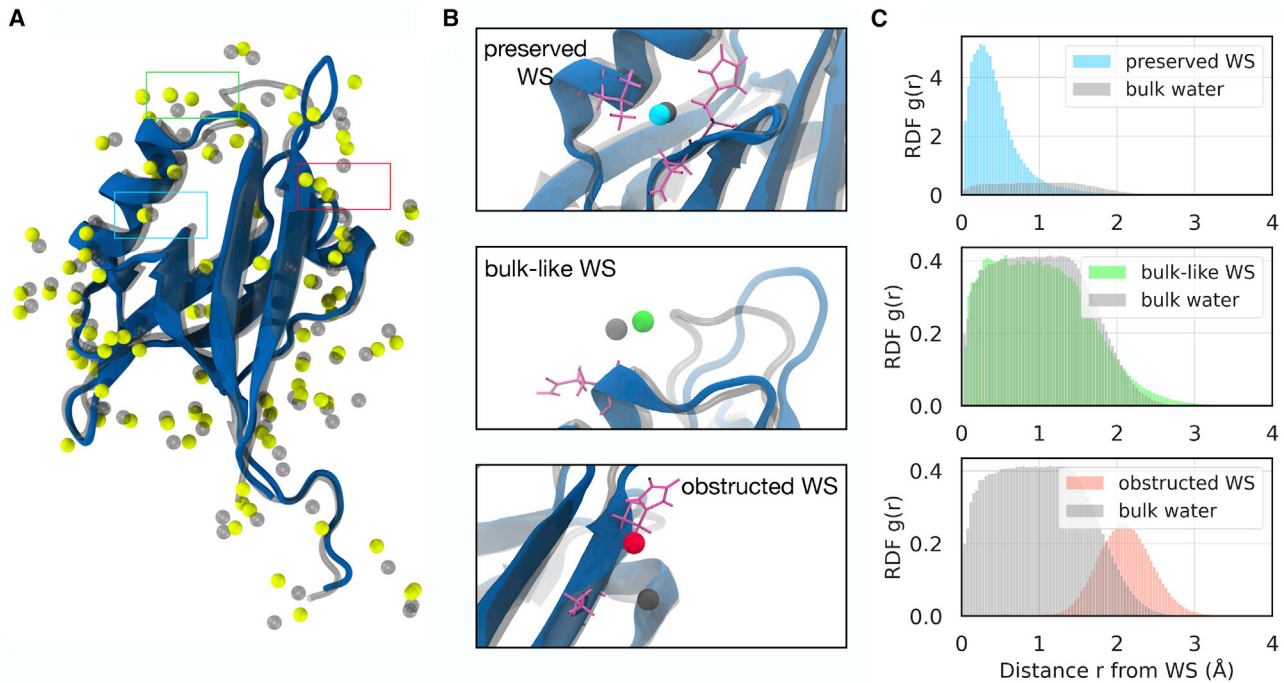 A
B
C
preserved
WS
bulk-like WS
obstructed WS
RDF g(r)
4
2
0
preserved WS
bulk water
0 1 2 3 4
RDF g(r)
0.4
0.2
0.0
bulk-like WS
bulk water
0 1 2 3 4
RDF g(r)
0.4
0.2
0.0
obstructed WS
bulk water
0 1 2 3 4
Distance r from WS (Å)